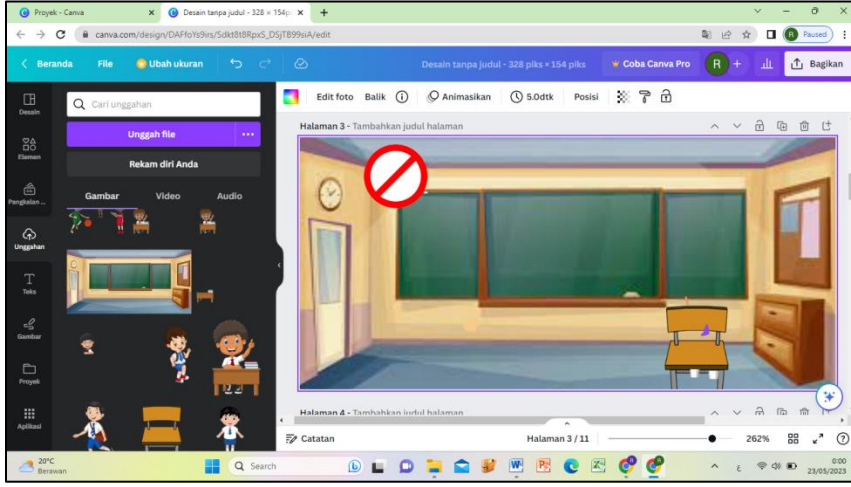 Proyek - Canva
Desain tanpa judul - 328 × 154p
canva.com/design/DAFfoYs9irs/Sdkt8t8RpxS_DSjTB99siA/edit
Paused
Beranda File Ubah ukuran
Desain tanpa judul - 328 piks × 154 piks
Coba Canva Pro
R
Bagikan
Desain
Elemen
Pangkalan ...
Unggahan
Teks
Gambar
Proyek
Aplikasi
Cari unggahan
Unggah file
Rekam diri Anda
Gambar Video Audio
Edit foto Balik Animasikan 5.0dtk Posisi
Halaman 3 - Tambahkan judul halaman
Halaman 4 - Tambahkan judul halaman
Catatan
Halaman 3 / 11
262%
20°C
Berawan
Search
0:00
23/05/2023